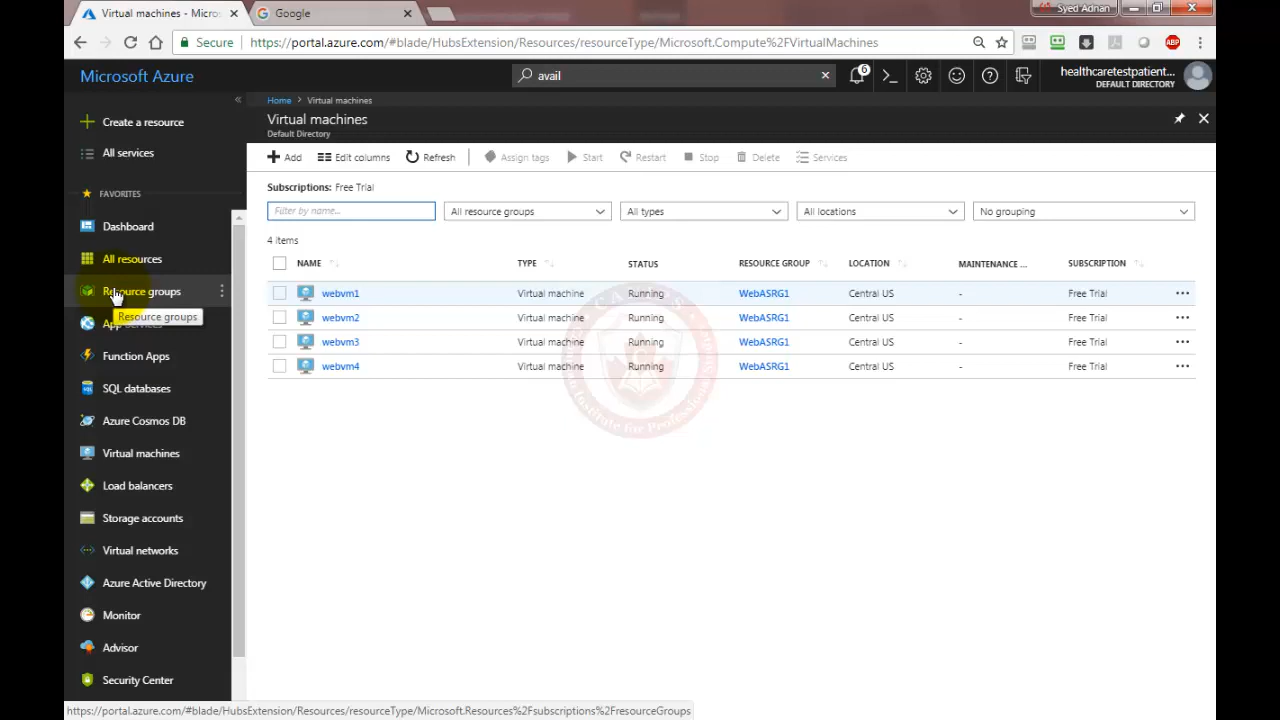 Virtual machines - Micros
Google
Syed Adnan
Secure
https://portal.azure.com/#blade/HubsExtension/Resources/resourceType/Microsoft.Compute%2FVirtualMachines
ABP
Microsoft Azure
avail
6
healthcaretestpatient...
DEFAULT DIRECTORY
Create a resource
All services
FAVORITES
Dashboard
All resources
Resource groups
Resource groups
App Services
Function Apps
SQL databases
Azure Cosmos DB
Virtual machines
Load balancers
Storage accounts
Virtual networks
Azure Active Directory
Monitor
Advisor
Security Center
Home > Virtual machines
Virtual machines
Default Directory
Add Edit columns Refresh Assign tags Start Restart Stop Delete Services
Subscriptions: Free Trial
Filter by name... All resource groups All types All locations No grouping
4 items
NAME TYPE STATUS RESOURCE GROUP LOCATION MAINTENANCE ... SUBSCRIPTION
webvm1 Virtual machine Running WebASRG1 Central US - Free Trial
webvm2 Virtual machine Running WebASRG1 Central US - Free Trial
webvm3 Virtual machine Running WebASRG1 Central US - Free Trial
webvm4 Virtual machine Running WebASRG1 Central US - Free Trial
https://portal.azure.com/#blade/HubsExtension/Resources/resourceType/Microsoft.Resources%2Fsubscriptions%2FresourceGroups